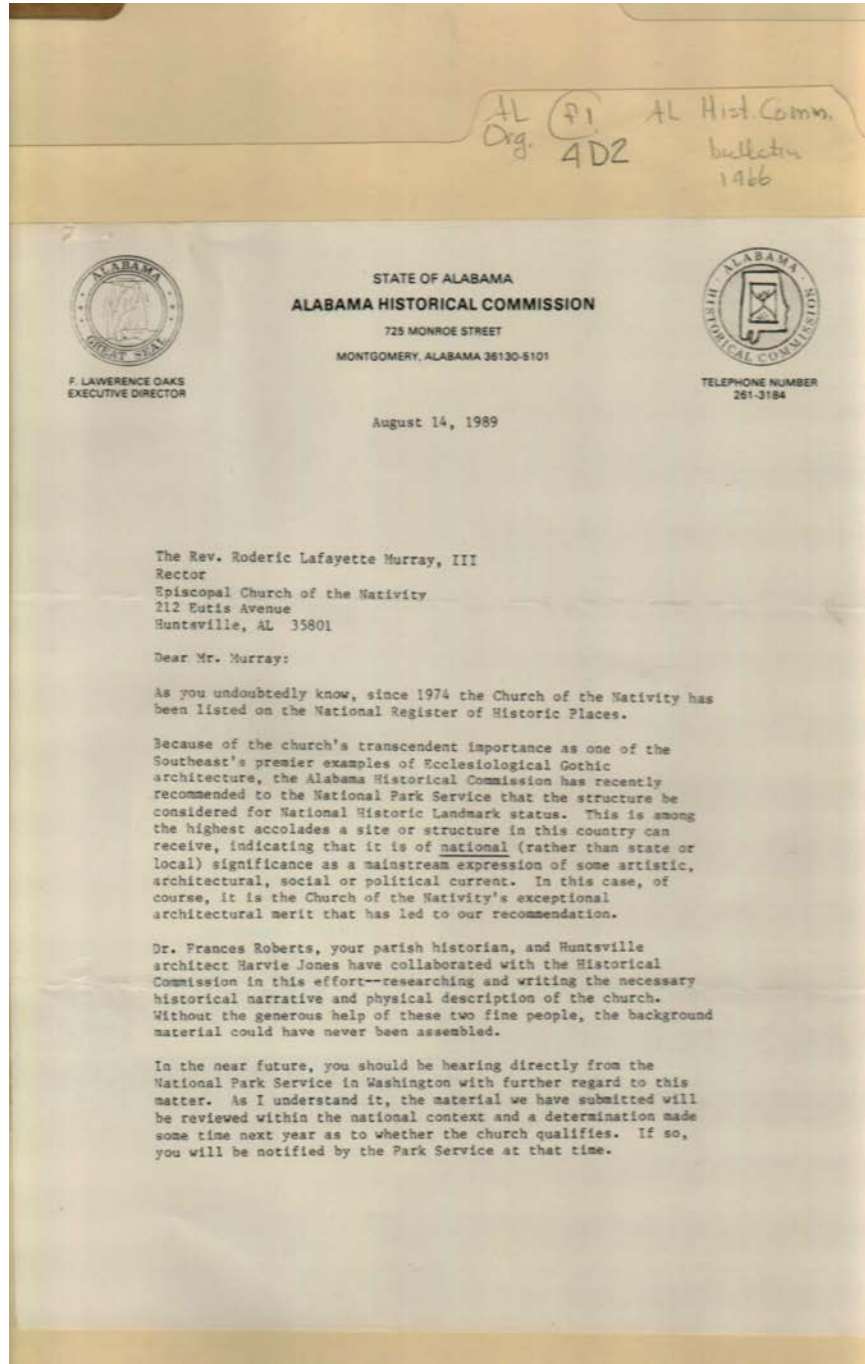 AL (F1) AL Hist. Comm.
Org. 4D2 bulletin
1966
ALABAMA
GREAT SEAL
F. LAWERENCE OAKS
EXECUTIVE DIRECTOR
STATE OF ALABAMA
ALABAMA HISTORICAL COMMISSION
725 MONROE STREET
MONTGOMERY, ALABAMA 36130-5101
ALABAMA
HISTORICAL COMMISSION
TELEPHONE NUMBER
261-3184
August 14, 1989
The Rev. Roderic Lafayette Murray, III
Rector
Episcopal Church of the Nativity
212 Eutis Avenue
Huntsville, AL 35801
Dear Mr. Murray:
As you undoubtedly know, since 1974 the Church of the Nativity has
been listed on the National Register of Historic Places.
Because of the church's transcendent importance as one of the
Southeast's premier examples of Ecclesiological Gothic
architecture, the Alabama Historical Commission has recently
recommended to the National Park Service that the structure be
considered for National Historic Landmark status. This is among
the highest accolades a site or structure in this country can
receive, indicating that it is of national (rather than state or
local) significance as a mainstream expression of some artistic,
architectural, social or political current. In this case, of
course, it is the Church of the Nativity's exceptional
architectural merit that has led to our recommendation.
Dr. Frances Roberts, your parish historian, and Huntsville
architect Harvie Jones have collaborated with the Historical
Commission in this effort--researching and writing the necessary
historical narrative and physical description of the church.
Without the generous help of these two fine people, the background
material could have never been assembled.
In the near future, you should be hearing directly from the
National Park Service in Washington with further regard to this
matter. As I understand it, the material we have submitted will
be reviewed within the national context and a determination made
some time next year as to whether the church qualifies. If so,
you will be notified by the Park Service at that time.